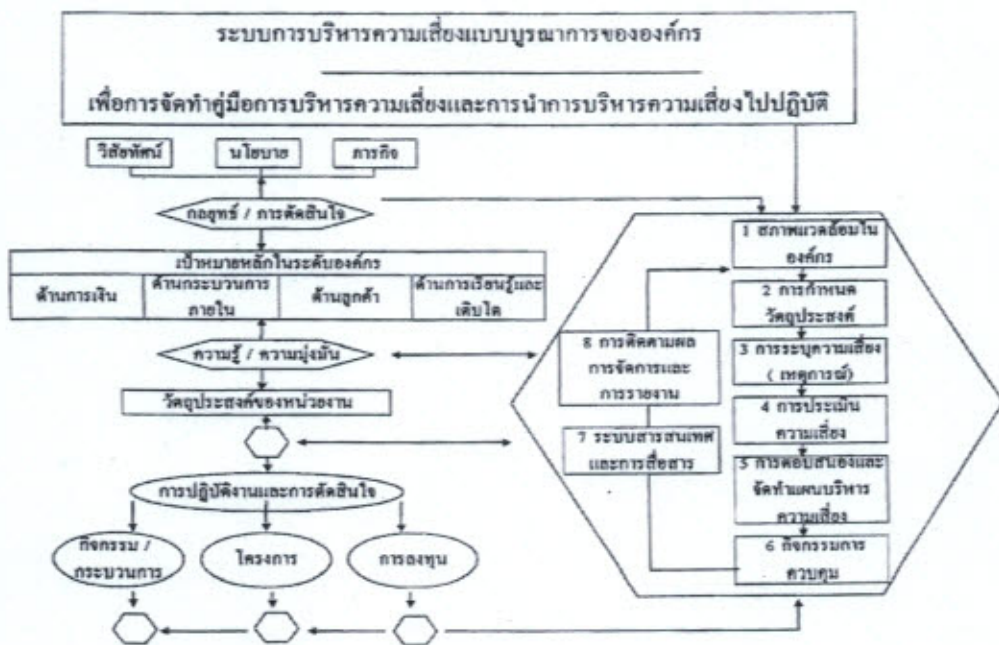 ระบบการบริหารความเสี่ยงแบบบูรณาการขององค์กร
เพื่อการจัดทำคู่มือการบริหารความเสี่ยงและการนำการบริหารความเสี่ยงไปปฏิบัติ
วิสัยทัศน์
นโยบาย
ภารกิจ
กลยุทธ์ / การตัดสินใจ
เป้าหมายหลักในระดับองค์กร
ด้านการเงิน
ด้านกระบวนการ
ภายใน
ด้านลูกค้า
ด้านการเรียนรู้และ
เติบโต
ความรู้ / ความมุ่งมั่น
วัตถุประสงค์ของหน่วยงาน
การปฏิบัติงานและการตัดสินใจ
กิจกรรม /
กระบวนการ
โครงการ
การลงทุน
1 สภาพแวดล้อมใน
องค์กร
2 การกำหนด
วัตถุประสงค์
3 การระบุความเสี่ยง
( เหตุการณ์)
4 การประเมิน
ความเสี่ยง
5 การตอบสนองและ
จัดทำแผนบริหาร
ความเสี่ยง
6 กิจกรรมการ
ควบคุม
7 ระบบสารสนเทศ
และการสื่อสาร
8 การติดตามผล
การจัดการและ
การรายงาน